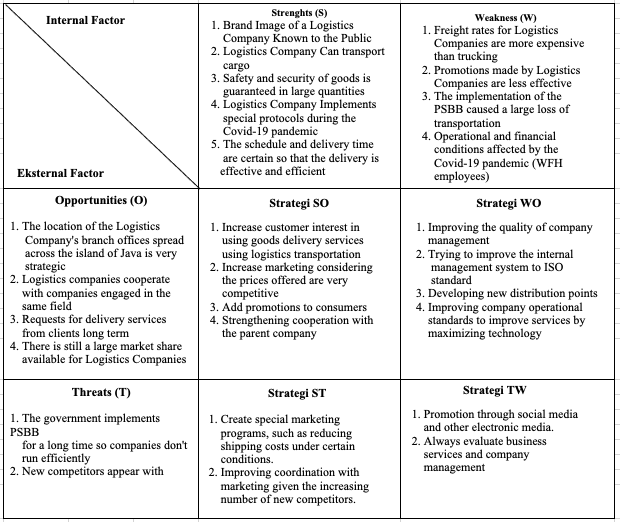 Internal Factor
Eksternal Factor
Strenghts (S)
1. Brand Image of a Logistics
Company Known to the Public
2. Logistics Company Can transport
cargo
3. Safety and security of goods is
guaranteed in large quantities
4. Logistics Company Implements
special protocols during the
Covid-19 pandemic
5. The schedule and delivery time
are certain so that the delivery is
effective and efficient
Weakness (W)
1. Freight rates for Logistics
Companies are more expensive
than trucking
2. Promotions made by Logistics
Companies are less effective
3. The implementation of the
PSBB caused a large loss of
transportation
4. Operational and financial
conditions affected by the
Covid-19 pandemic (WFH
employees)
Opportunities (O)
1. The location of the Logistics
Company's branch offices spread
across the island of Java is very
strategic
2. Logistics companies cooperate
with companies engaged in the
same field
3. Requests for delivery services
from clients long term
4. There is still a large market share
available for Logistics Companies
Strategi SO
1. Increase customer interest in
using goods delivery services
using logistics transportation
2. Increase marketing considering
the prices offered are very
competitive
3. Add promotions to consumers
4. Strengthening cooperation with
the parent company
Strategi WO
1. Improving the quality of company
management
2. Trying to improve the internal
management system to ISO
standard
3. Developing new distribution points
4. Improving company operational
standards to improve services by
maximizing technology
Threats (T)
1. The government implements
PSBB
for a long time so companies don't
run efficiently
2. New competitors appear with
Strategi ST
1. Create special marketing
programs, such as reducing
shipping costs under certain
conditions.
2. Improving coordination with
marketing given the increasing
number of new competitors.
Strategi TW
1. Promotion through social media
and other electronic media.
2. Always evaluate business
services and company
management